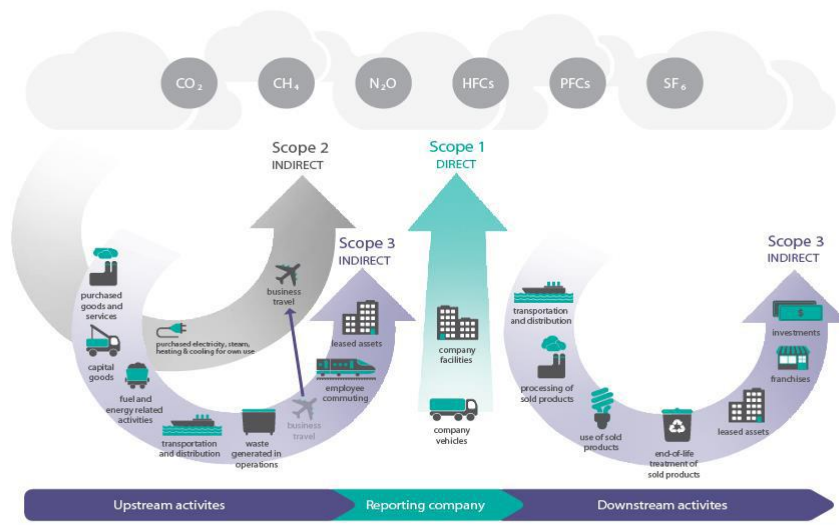 CO₂
CH₄
N₂O
HFCs
PFCs
SF₆
Scope 2
INDIRECT
Scope 1
DIRECT
Scope 3
INDIRECT
Scope 3
INDIRECT
purchased
goods and
services
capital
goods
fuel and
energy related
activities
purchased electricity, steam,
heating & cooling for own use
transportation
and distribution
waste
generated in
operations
business
travel
business
travel
employee
commuting
leased assets
company
facilities
company
vehicles
transportation
and distribution
processing of
sold products
use of sold
products
end-of-life
treatment of
sold products
leased assets
franchises
$
investments
Upstream activites
Reporting company
Downstream activites